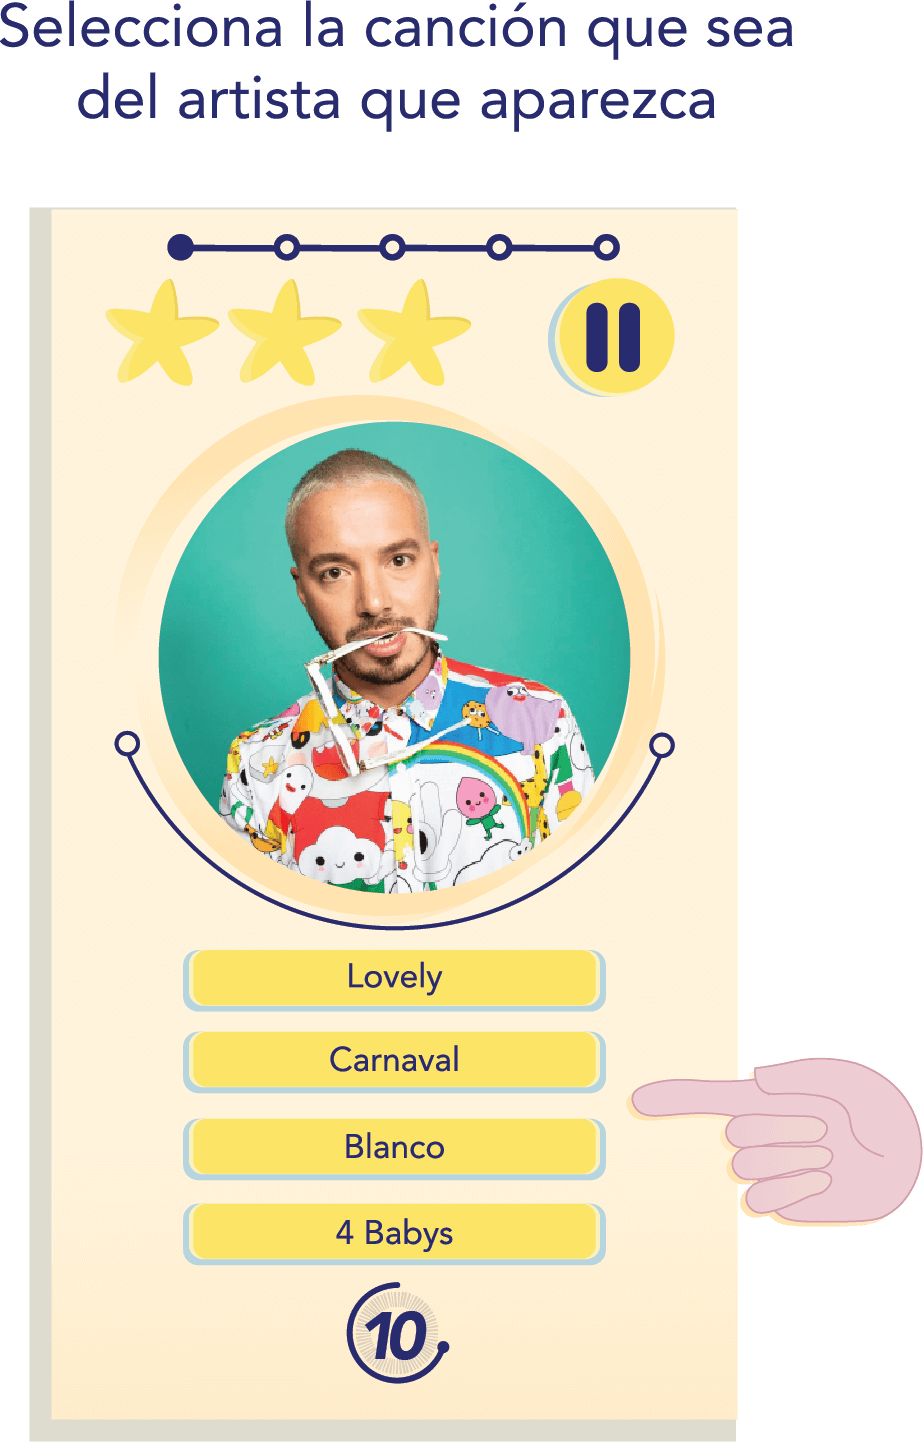 Selecciona la canción que sea
del artista que aparezca
Lovely
Carnaval
Blanco
4 Babys
10